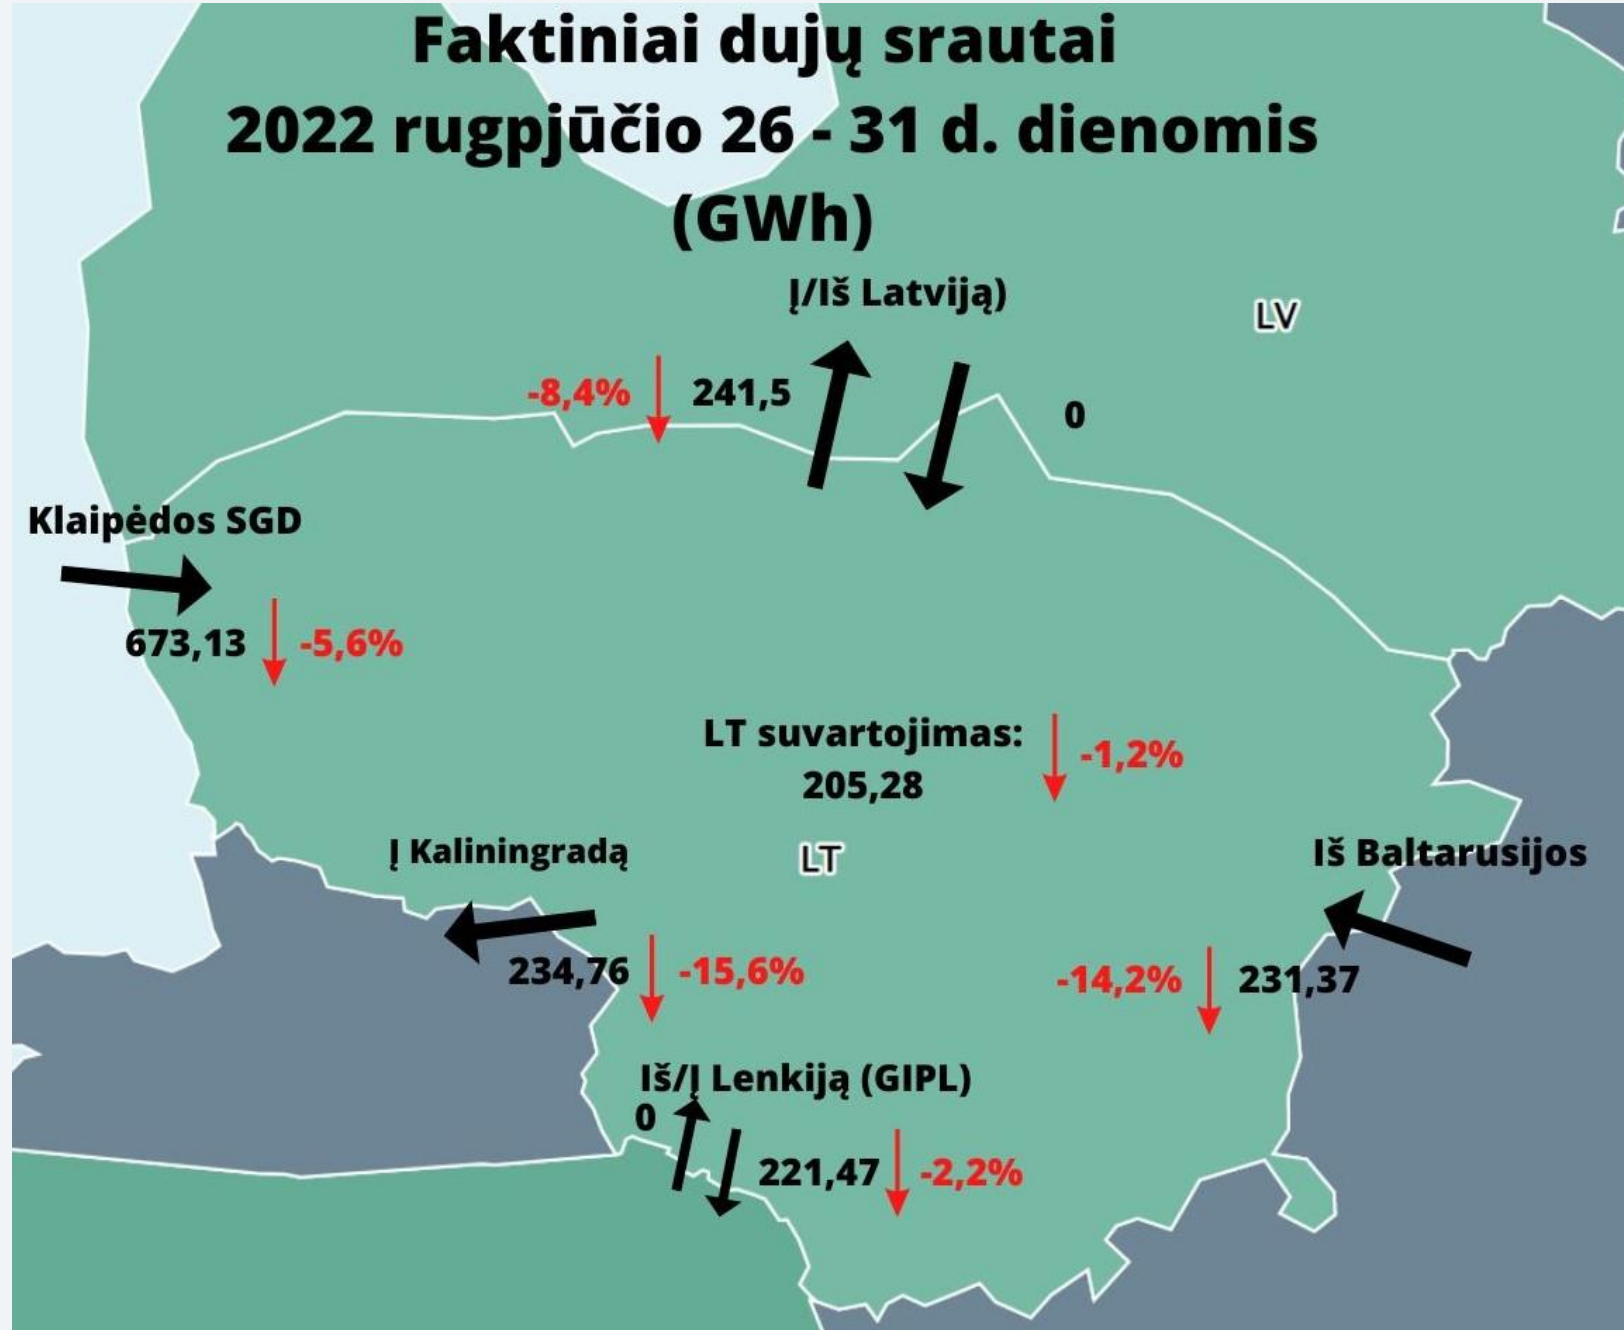 Faktiniai dujų srautai
2022 rugpjūčio 26 - 31 d. dienomis
(GWh)
Į/Iš Latviją)
LV
-8,4% 241,5
0
Klaipėdos SGD
673,13 -5,6%
LT suvartojimas:
205,28
-1,2%
Į Kaliningradą
LT
Iš Baltarusijos
234,76 -15,6%
-14,2% 231,37
Iš/Į Lenkiją (GIPL)
0
221,47 -2,2%